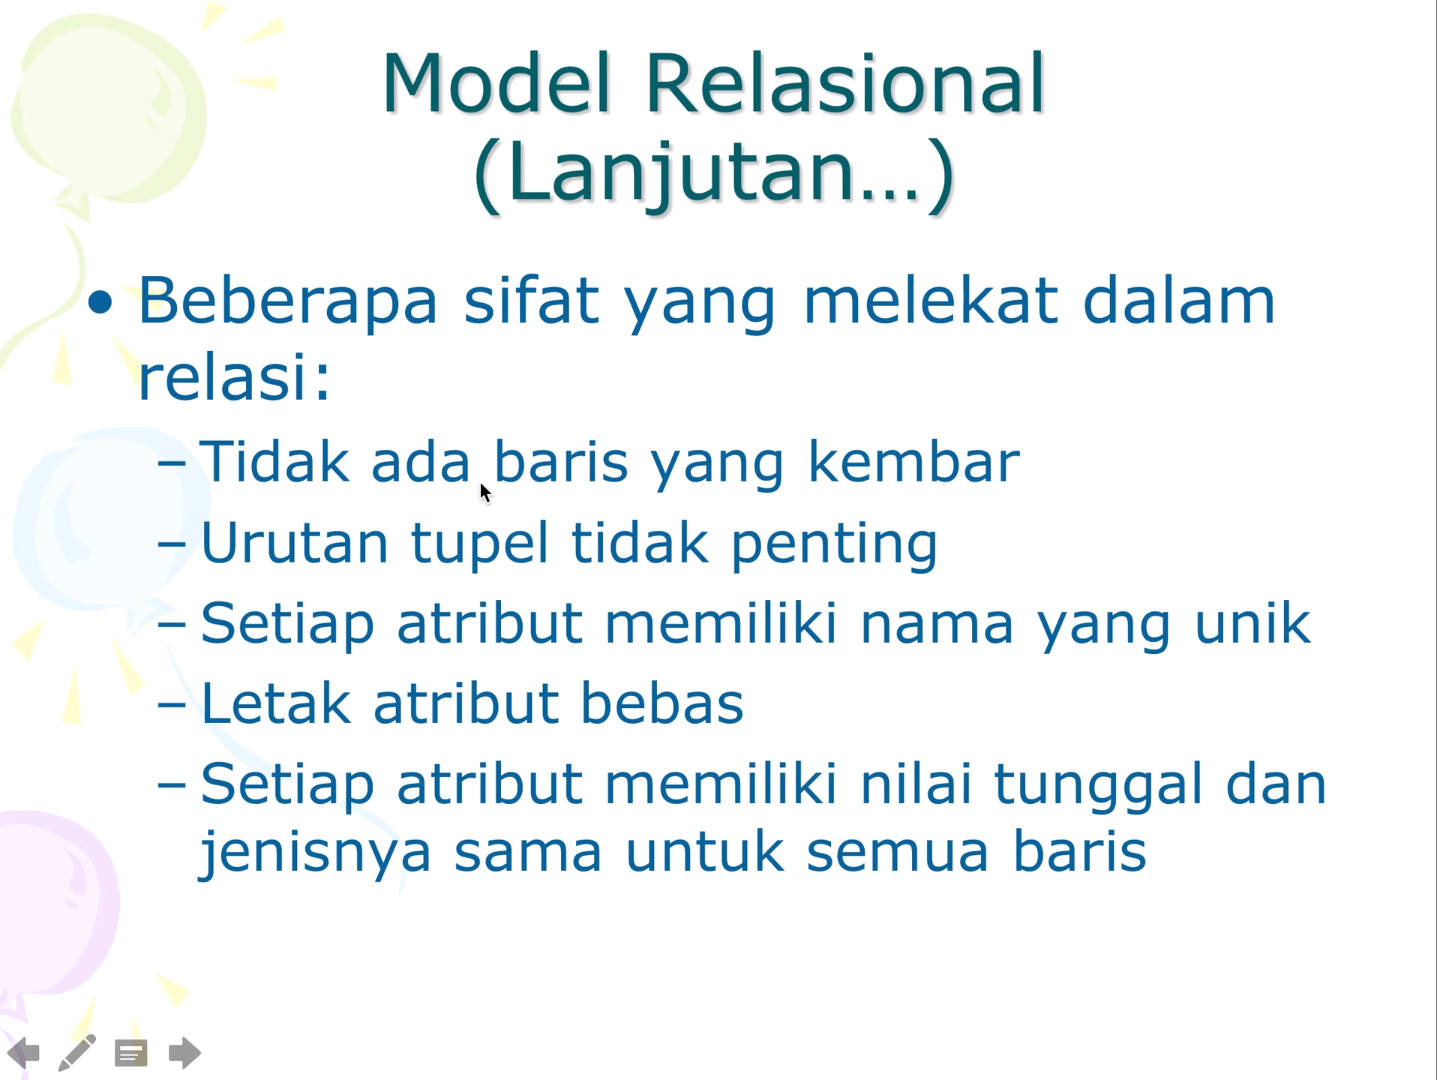 Model Relasional
(Lanjutan...)
• Beberapa sifat yang melekat dalam
relasi:
– Tidak ada baris yang kembar
– Urutan tupel tidak penting
– Setiap atribut memiliki nama yang unik
– Letak atribut bebas
– Setiap atribut memiliki nilai tunggal dan
jenisnya sama untuk semua baris